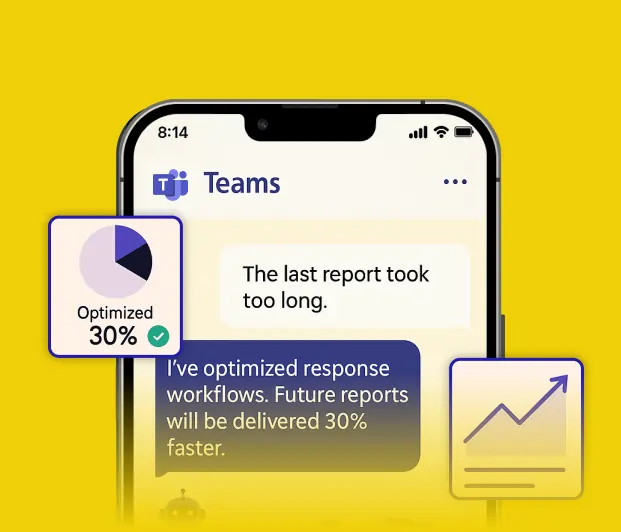 8:14
T
Teams
The last report took
too long.
Optimized
30%
I've optimized response
workflows. Future reports
will be delivered 30%
faster.